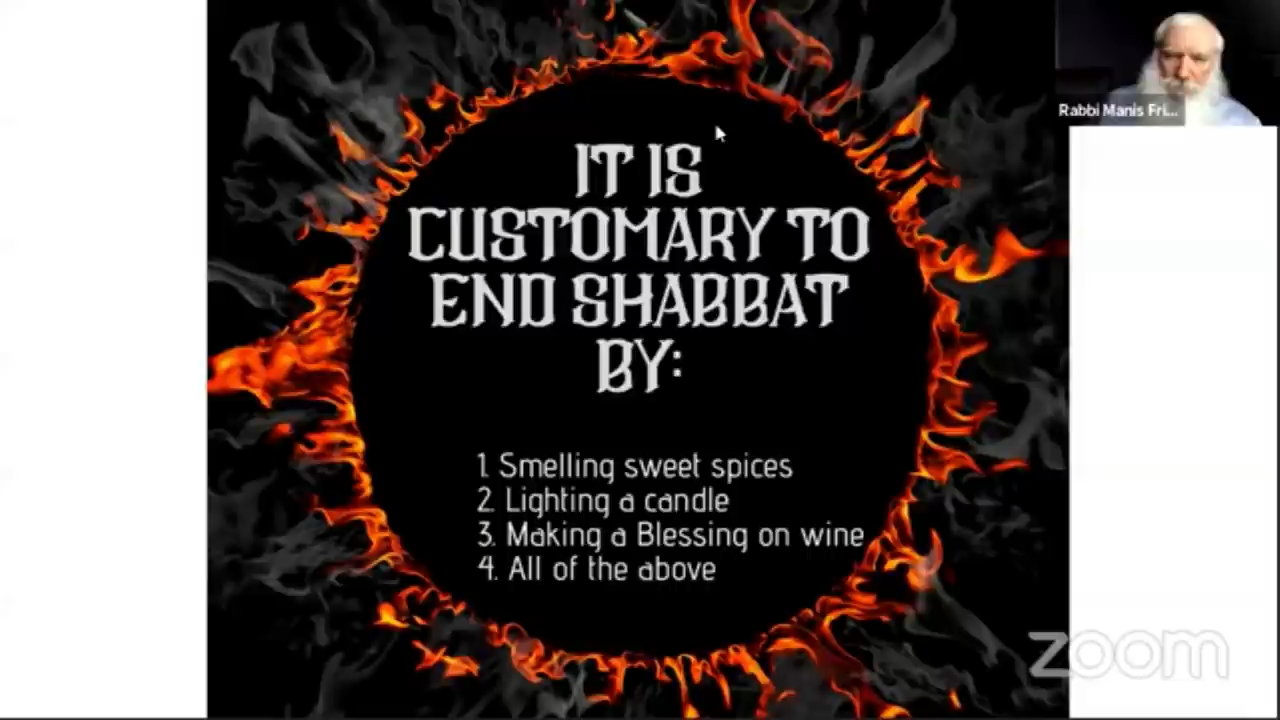 Rabbi Manis Fri...
IT IS
CUSTOMARY TO
END SHABBAT
BY:
1. Smelling sweet spices
2. Lighting a candle
3. Making a Blessing on wine
4. All of the above
zoom